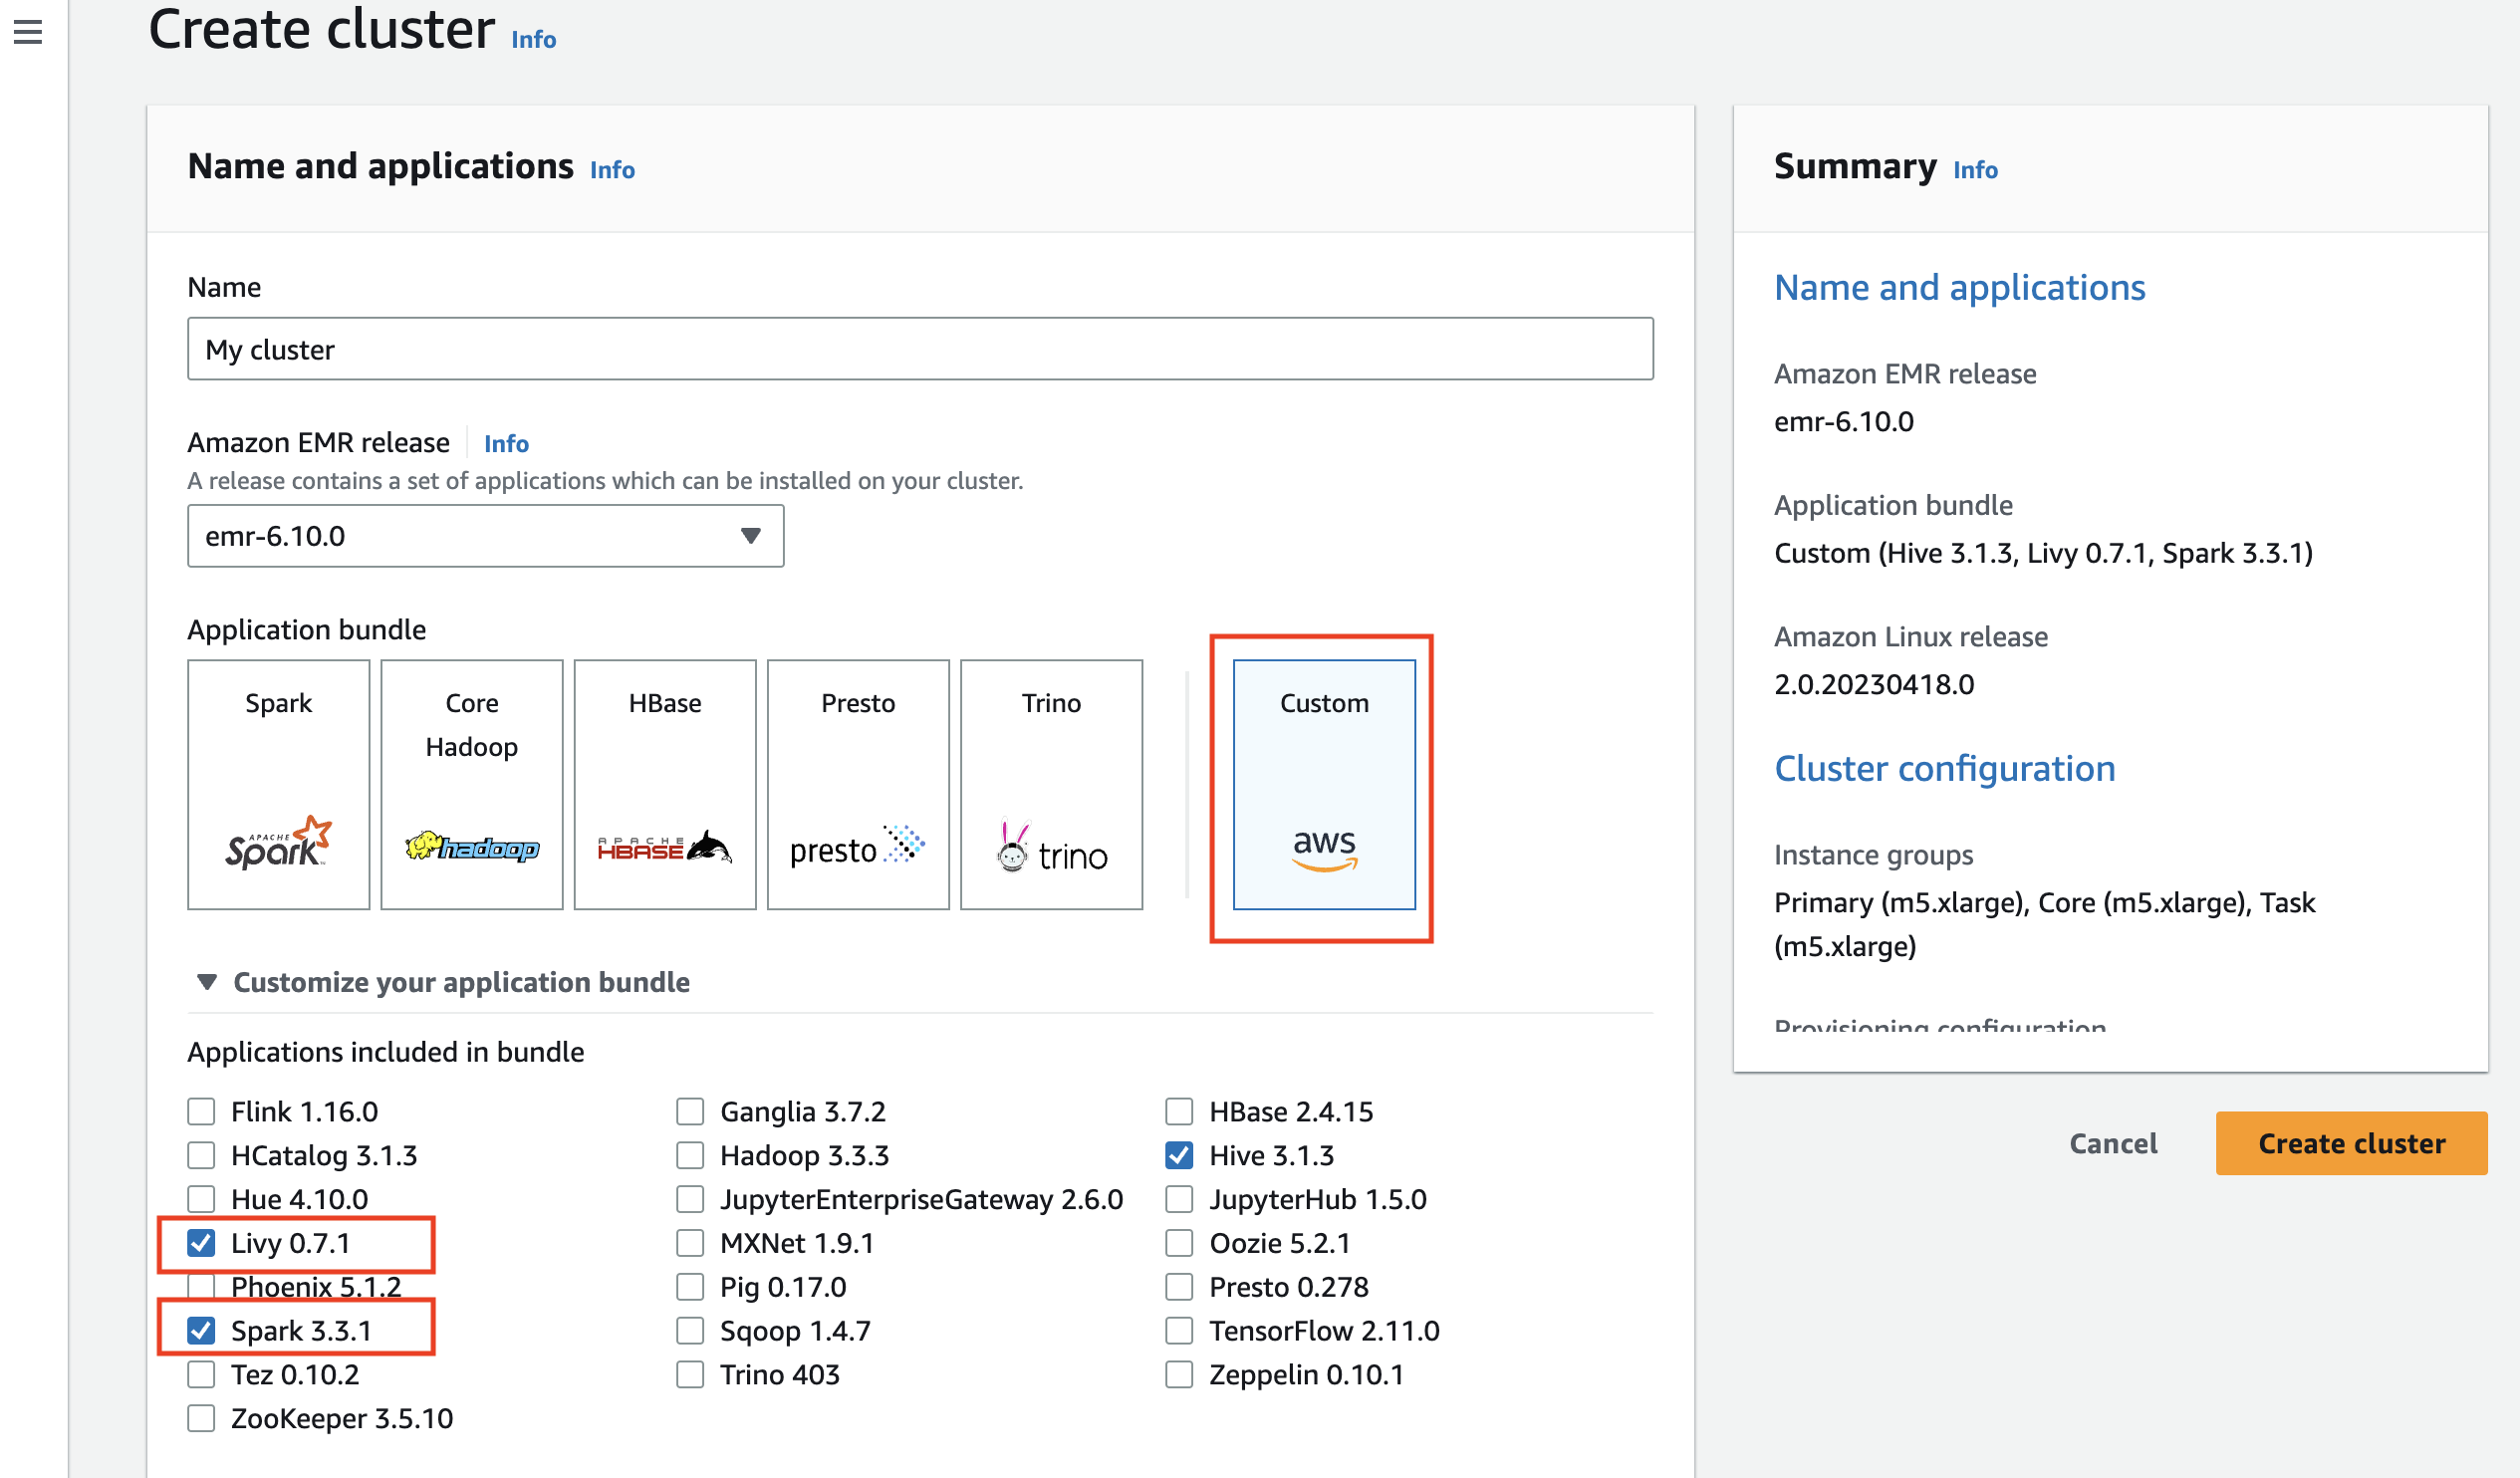 Create cluster Info
Name and applications Info
Name
My cluster
Amazon EMR release Info
A release contains a set of applications which can be installed on your cluster.
emr-6.10.0
Application bundle
Spark
APACHE
Spark
Core
Hadoop
hadoop
HBase
APACHE
HBASE
Presto
presto
Trino
trino
Custom
aws
Customize your application bundle
Applications included in bundle
Flink 1.16.0
Ganglia 3.7.2
HBase 2.4.15
HCatalog 3.1.3
Hadoop 3.3.3
Hive 3.1.3
Hue 4.10.0
JupyterEnterpriseGateway 2.6.0
JupyterHub 1.5.0
Livy 0.7.1
MXNet 1.9.1
Oozie 5.2.1
Phoenix 5.1.2
Pig 0.17.0
Presto 0.278
Spark 3.3.1
Sqoop 1.4.7
TensorFlow 2.11.0
Tez 0.10.2
Trino 403
Zeppelin 0.10.1
ZooKeeper 3.5.10
Summary Info
Name and applications
Amazon EMR release
emr-6.10.0
Application bundle
Custom (Hive 3.1.3, Livy 0.7.1, Spark 3.3.1)
Amazon Linux release
2.0.20230418.0
Cluster configuration
Instance groups
Primary (m5.xlarge), Core (m5.xlarge), Task
(m5.xlarge)
Provisioning configuration
Cancel
Create cluster